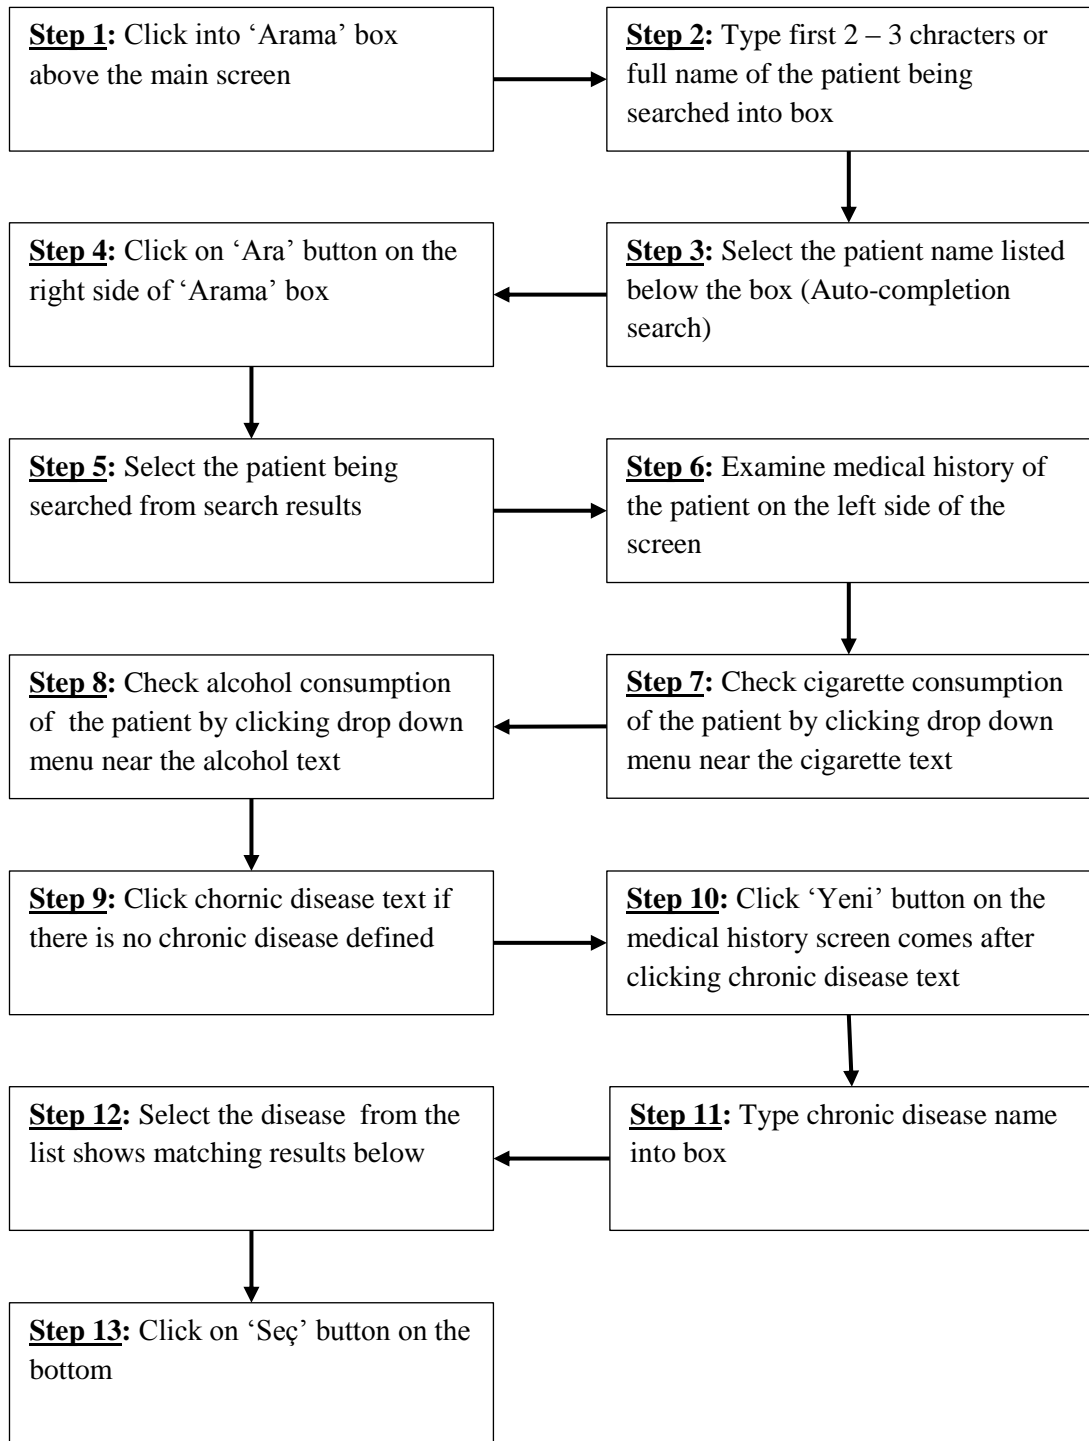 Step 1: Click into ‘Arama’ box
above the main screen
Step 2: Type first 2 – 3 chracters or
full name of the patient being
searched into box
Step 3: Select the patient name listed
below the box (Auto-completion
search)
Step 4: Click on ‘Ara’ button on the
right side of ‘Arama’ box
Step 5: Select the patient being
searched from search results
Step 6: Examine medical history of
the patient on the left side of the
screen
Step 7: Check cigarette consumption
of the patient by clicking drop down
menu near the cigarette text
Step 8: Check alcohol consumption
of  the patient by clicking drop down
menu near the alcohol text
Step 9: Click chornic disease text if
there is no chronic disease defined
Step 10: Click ‘Yeni’ button on the
medical history screen comes after
clicking chronic disease text
Step 11: Type chronic disease name
into box
Step 12: Select the disease  from the
list shows matching results below
Step 13: Click on ‘Seç’ button on the
bottom